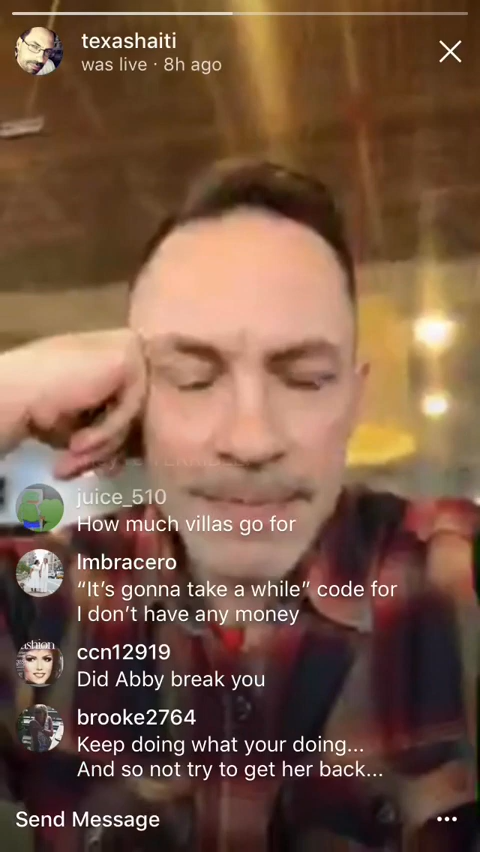 texashaiti
was live · 8h ago
juice_510
How much villas go for
lmbracero
“It’s gonna take a while” code for
I don’t have any money
ccn12919
Did Abby break you
brooke2764
Keep doing what your doing...
And so not try to get her back...
Send Message